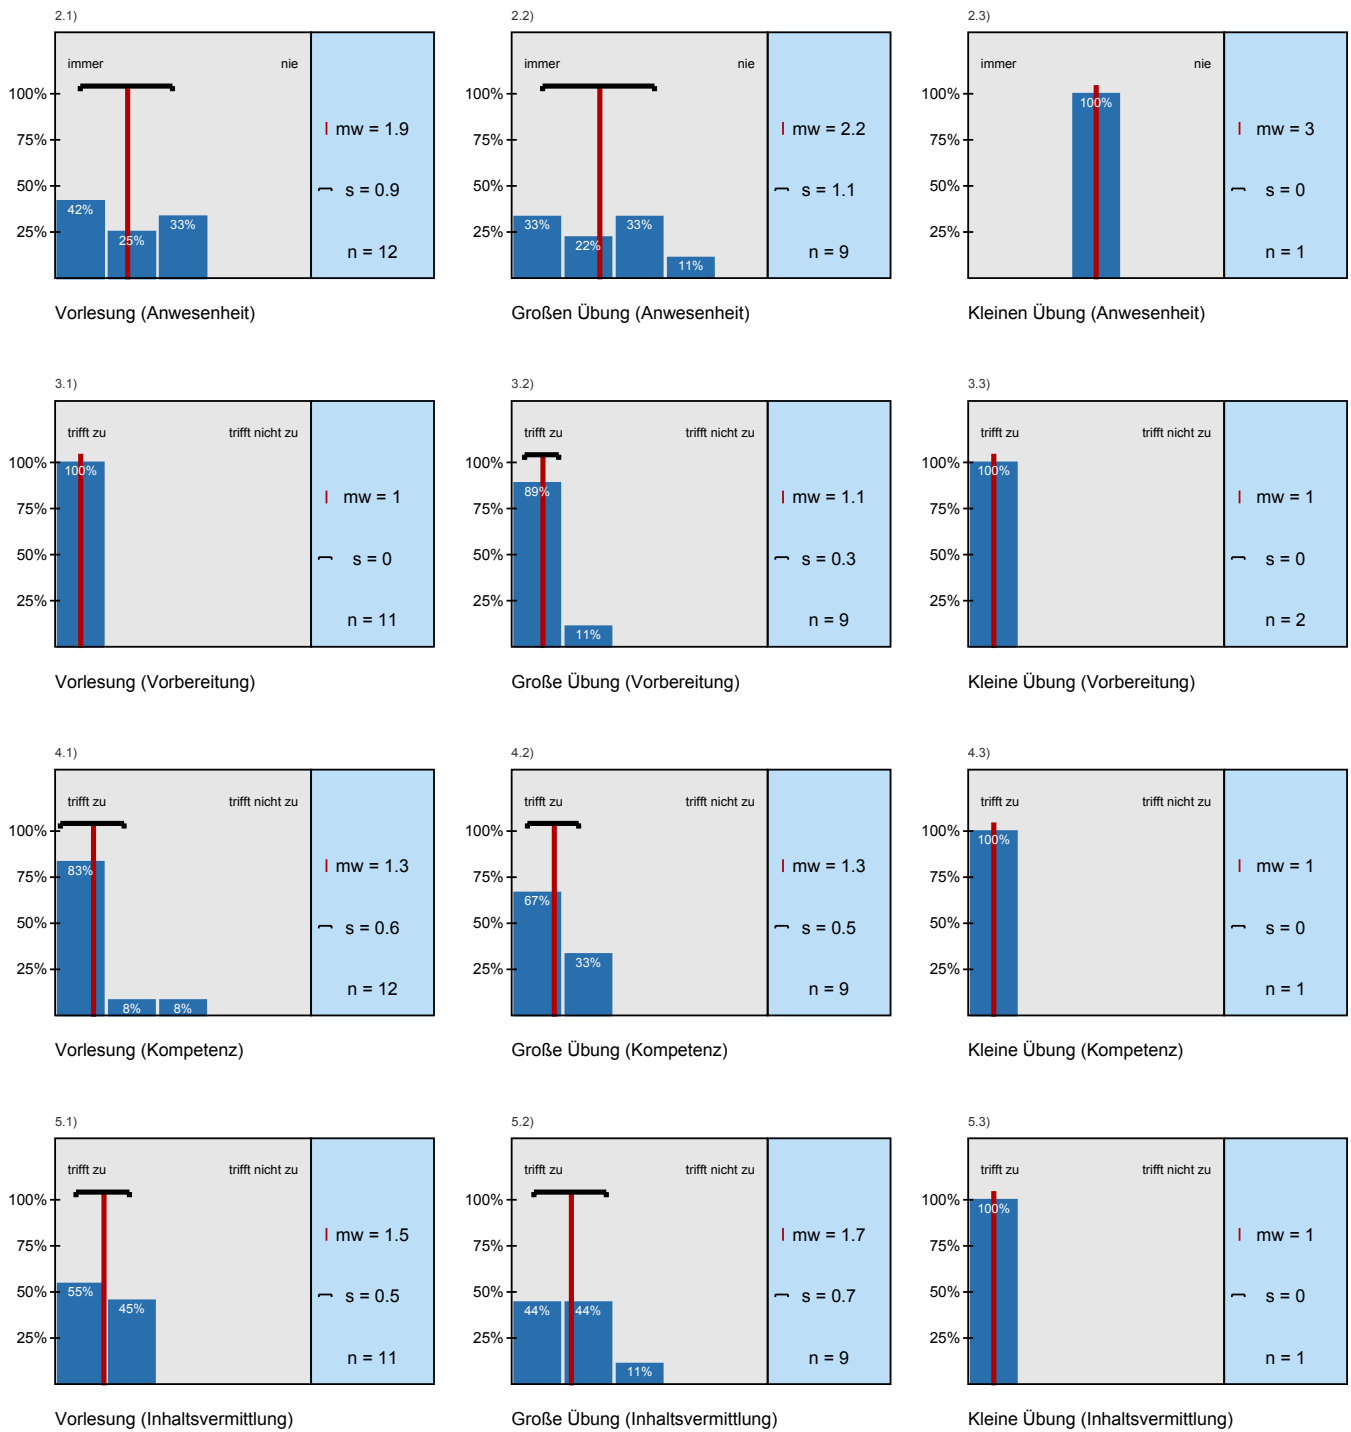 2.1)
immer nie
100%
75%
50%
25%
42%
25%
33%
mw = 1.9
s = 0.9
n = 12
Vorlesung (Anwesenheit)
2.2)
immer nie
100%
75%
50%
25%
33%
22%
33%
11%
mw = 2.2
s = 1.1
n = 9
Großen Übung (Anwesenheit)
2.3)
immer nie
100%
75%
50%
25%
100%
mw = 3
s = 0
n = 1
Kleinen Übung (Anwesenheit)
3.1)
trifft zu trifft nicht zu
100%
75%
50%
25%
100%
mw = 1
s = 0
n = 11
Vorlesung (Vorbereitung)
3.2)
trifft zu trifft nicht zu
100%
75%
50%
25%
89%
11%
mw = 1.1
s = 0.3
n = 9
Große Übung (Vorbereitung)
3.3)
trifft zu trifft nicht zu
100%
75%
50%
25%
100%
mw = 1
s = 0
n = 2
Kleine Übung (Vorbereitung)
4.1)
trifft zu trifft nicht zu
100%
75%
50%
25%
83%
8%
8%
mw = 1.3
s = 0.6
n = 12
Vorlesung (Kompetenz)
4.2)
trifft zu trifft nicht zu
100%
75%
50%
25%
67%
33%
mw = 1.3
s = 0.5
n = 9
Große Übung (Kompetenz)
4.3)
trifft zu trifft nicht zu
100%
75%
50%
25%
100%
mw = 1
s = 0
n = 1
Kleine Übung (Kompetenz)
5.1)
trifft zu trifft nicht zu
100%
75%
50%
25%
55%
45%
mw = 1.5
s = 0.5
n = 11
Vorlesung (Inhaltsvermittlung)
5.2)
trifft zu trifft nicht zu
100%
75%
50%
25%
44%
44%
11%
mw = 1.7
s = 0.7
n = 9
Große Übung (Inhaltsvermittlung)
5.3)
trifft zu trifft nicht zu
100%
75%
50%
25%
100%
mw = 1
s = 0
n = 1
Kleine Übung (Inhaltsvermittlung)